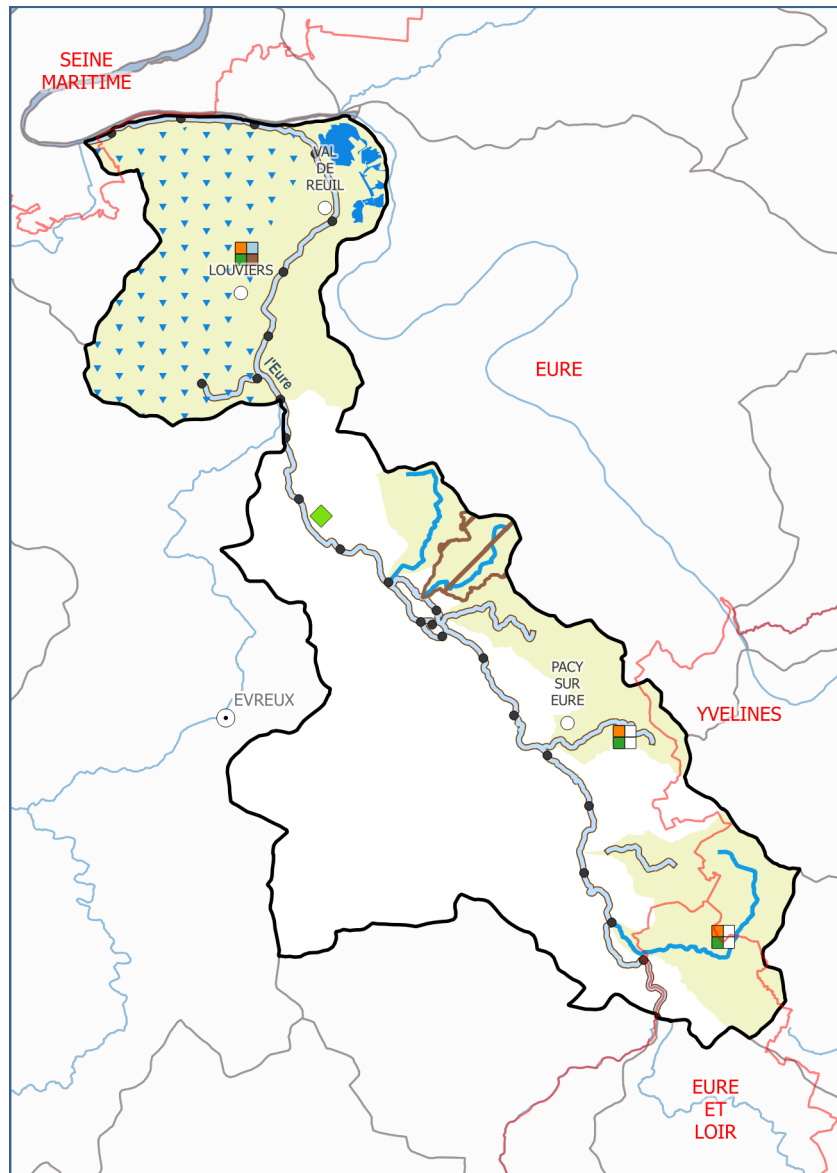 SEINE
MARITIME
VAL
DE
REUIL
LOUVIERS
l'Eure
EURE
PACY
SUR
EURE
EVREUX
YVELINES
EURE
ET
LOIR